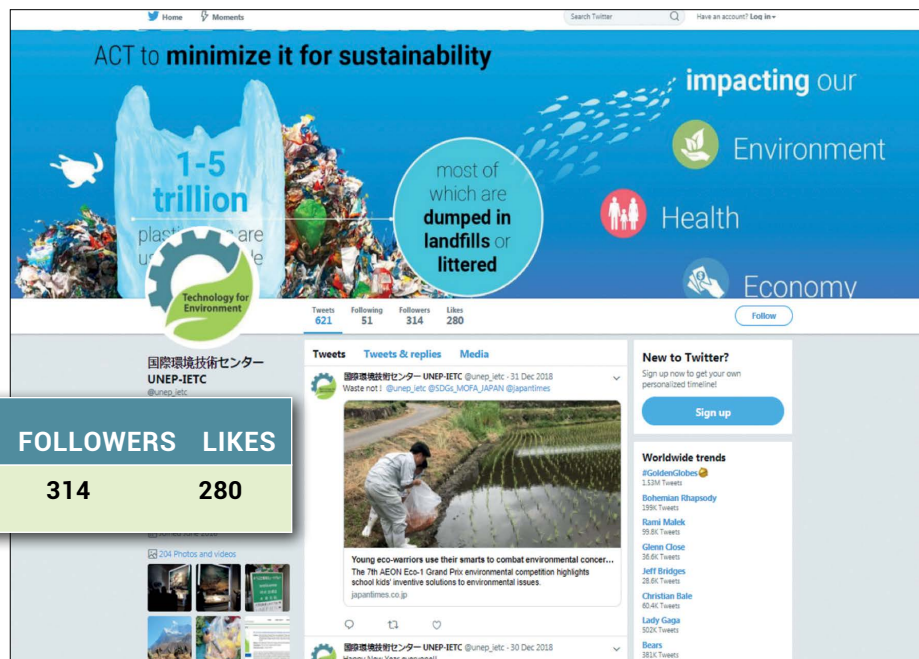 Home Moments Search Twitter Have an account? Log in
ACT to minimize it for sustainability
impacting our
Environment
Health
Economy
1-5
trillion
most of
which are
dumped in
landfills or
littered
Technology for
Environment
Tweets Following Followers Likes
621 51 314 280
Follow
国際環境技術センター
UNEP-IETC
@unep_ietc
FOLLOWERS LIKES
314 280
204 Photos and videos
Tweets Tweets & replies Media
国際環境技術センター UNEP-IETC @unep_ietc · 31 Dec 2018
Waste not! @unep_ietc @SDGs_MOFA_JAPAN @japantimes
Young eco-warriors use their smarts to combat environmental concer...
The 7th AEON Eco-1 Grand Prix environmental competition highlights
school kids' inventive solutions to environmental issues.
japantimes.co.jp
国際環境技術センター UNEP-IETC @unep_ietc · 30 Dec 2018
Happy New Year everyone!!
New to Twitter?
Sign up now to get your own
personalized timeline!
Sign up
Worldwide trends
#GoldenGlobes
1.53M Tweets
Bohemian Rhapsody
199K Tweets
Rami Malek
99.8K Tweets
Glenn Close
36.6K Tweets
Jeff Bridges
28.6K Tweets
Christian Bale
60.4K Tweets
Lady Gaga
502K Tweets
Bears
381K Tweets